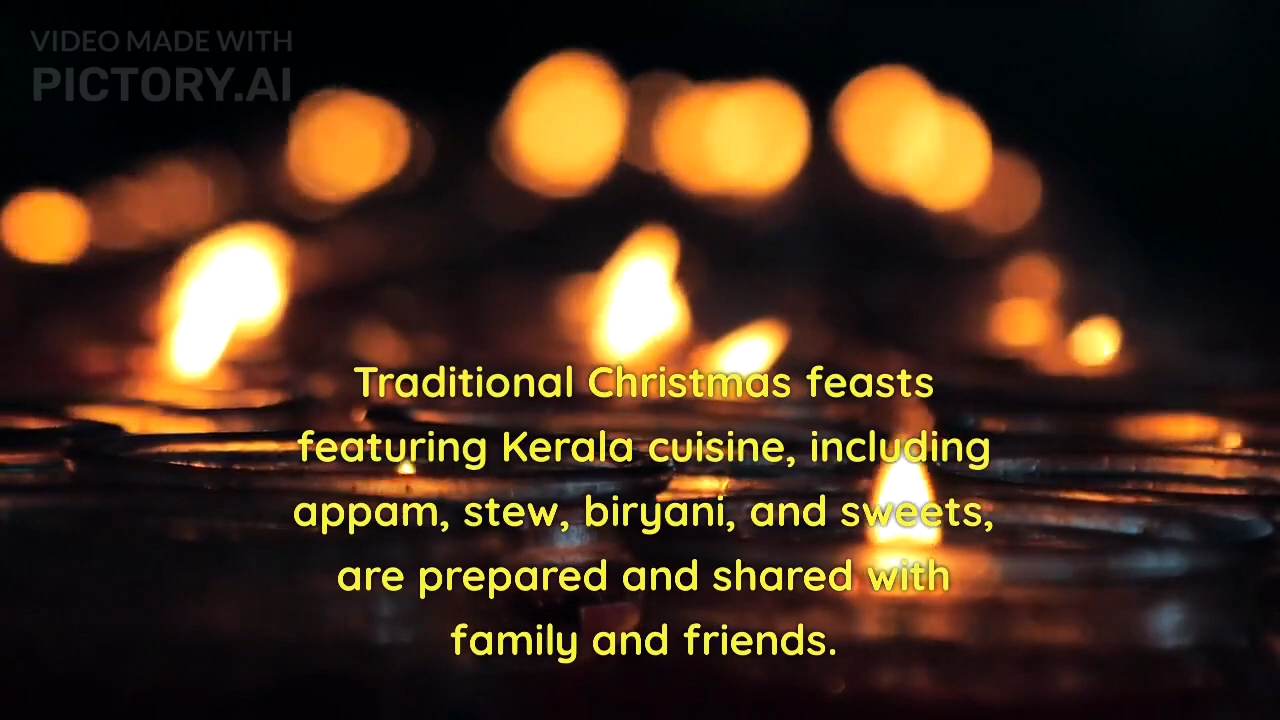 VIDEO MADE WITH
PICTORY.AI
Traditional Christmas feasts
featuring Kerala cuisine, including
appam, stew, biryani, and sweets,
are prepared and shared with
family and friends.